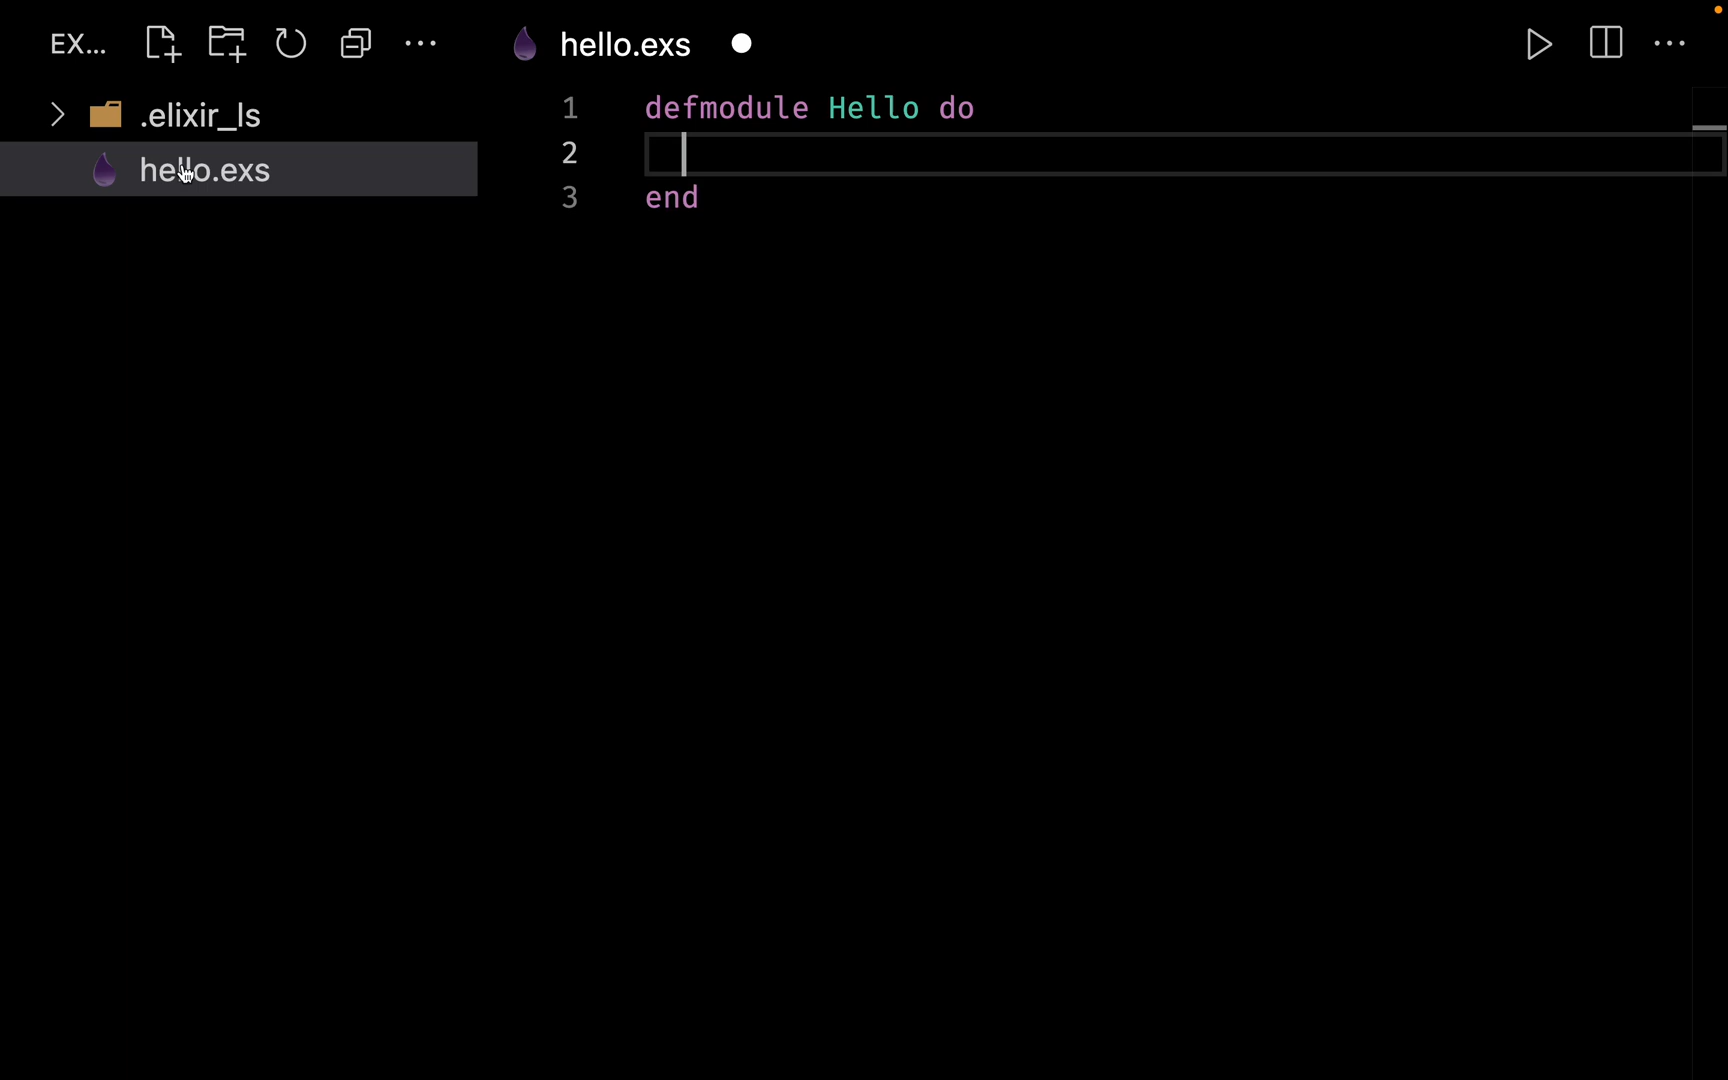 EX...
hello.exs
.elixir_ls
hello.exs
1 defmodule Hello do
2
3 end